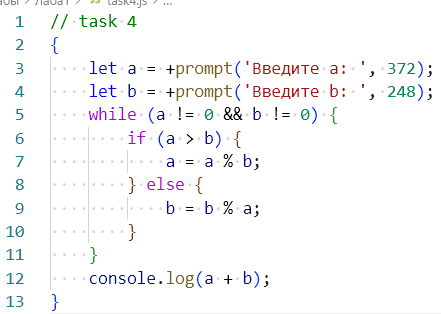 лабы / Лаба1 / JS task4.js / ...
1 // task 4
2 {
3 let a = +prompt('Введите a: ', 372);
4 let b = +prompt('Введите b: ', 248);
5 while (a != 0 && b != 0) {
6 if (a > b) {
7 a = a % b;
8 } else {
9 b = b % a;
10 }
11 }
12 console.log(a + b);
13 }